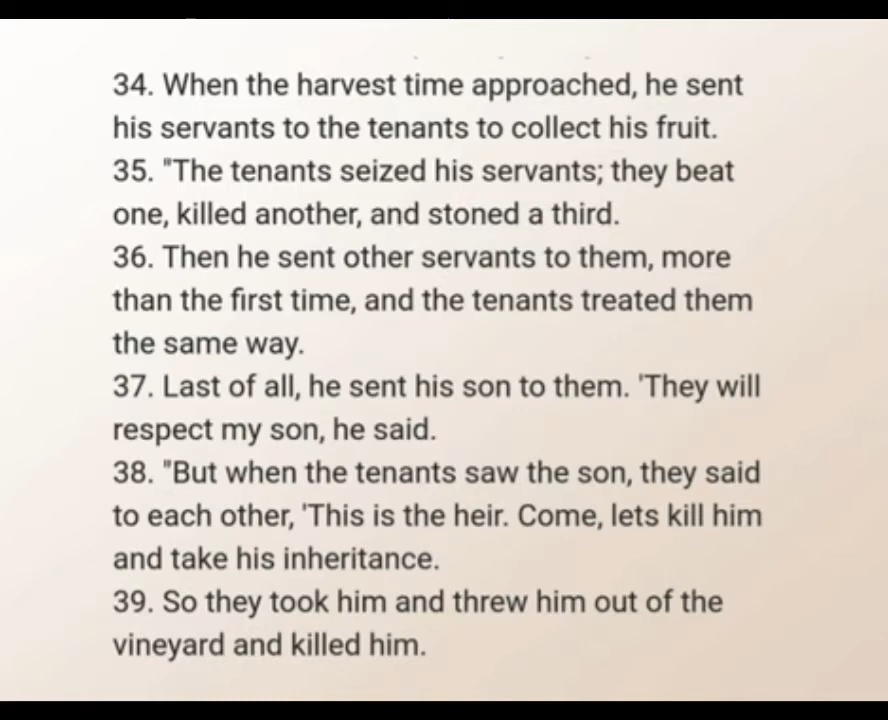 34. When the harvest time approached, he sent
his servants to the tenants to collect his fruit.
35. "The tenants seized his servants; they beat
one, killed another, and stoned a third.
36. Then he sent other servants to them, more
than the first time, and the tenants treated them
the same way.
37. Last of all, he sent his son to them. 'They will
respect my son, he said.
38. "But when the tenants saw the son, they said
to each other, 'This is the heir. Come, lets kill him
and take his inheritance.
39. So they took him and threw him out of the
vineyard and killed him.